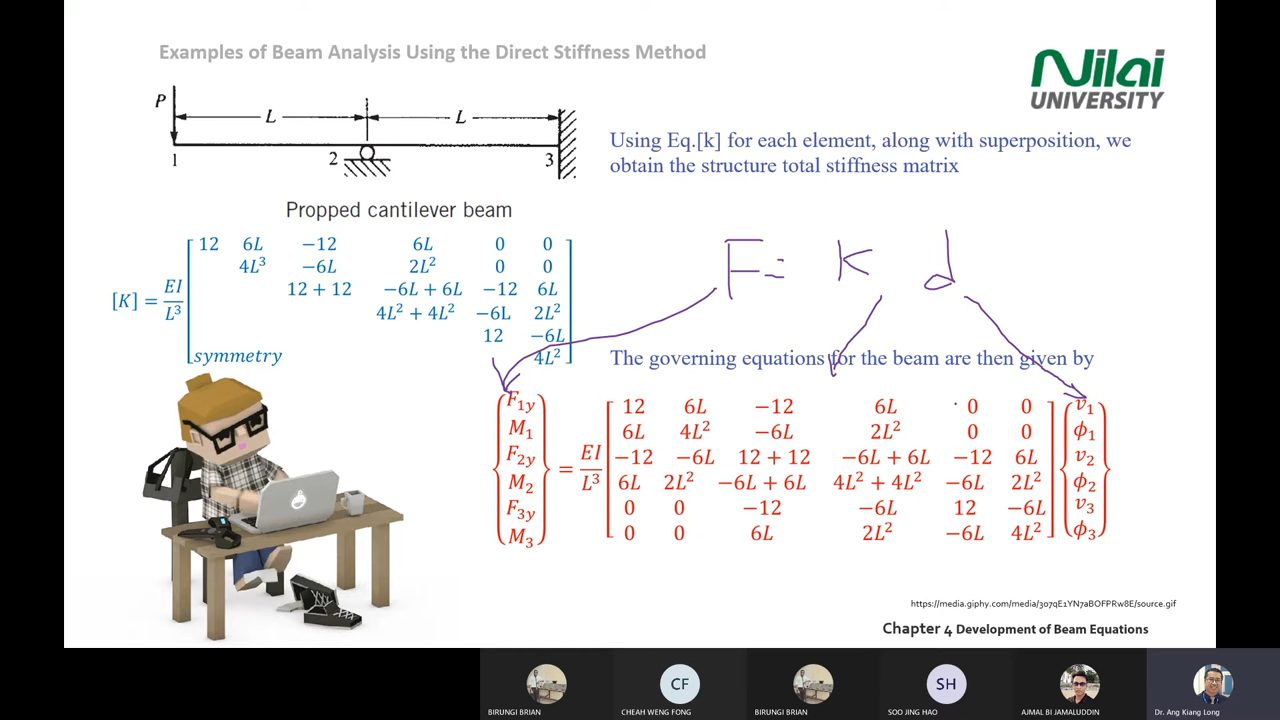 Examples of Beam Analysis Using the Direct Stiffness Method
Nilai
UNIVERSITY
P
L
L
1
2
3
Propped cantilever beam
Using Eq.[k] for each element, along with superposition, we
obtain the structure total stiffness matrix
[K] = EI/L³
12 6L −12 6L 0 0
4L³ −6L 2L² 0 0
12 + 12 −6L + 6L −12 6L
4L² + 4L² −6L 2L²
12 −6L
symmetry 4L²
F = K d
The governing equations for the beam are then given by
F1y
M1
F2y
M2
F3y
M3
= EI/L³
12 6L −12 6L 0 0
6L 4L² −6L 2L² 0 0
−12 −6L 12 + 12 −6L + 6L −12 6L
6L 2L² −6L + 6L 4L² + 4L² −6L 2L²
0 0 −12 −6L 12 −6L
0 0 6L 2L² −6L 4L²
v1
ϕ1
v2
ϕ2
v3
ϕ3
https://media.giphy.com/media/307qE1YN7aBOFPRw8E/source.gif
Chapter 4 Development of Beam Equations
BIRUNGI BRIAN
CF
CHEAH WENG FONG
BIRUNGI BRIAN
SH
SOO JING HAO
AJMAL BI JAMALUDDIN
Dr. Ang Kiang Long